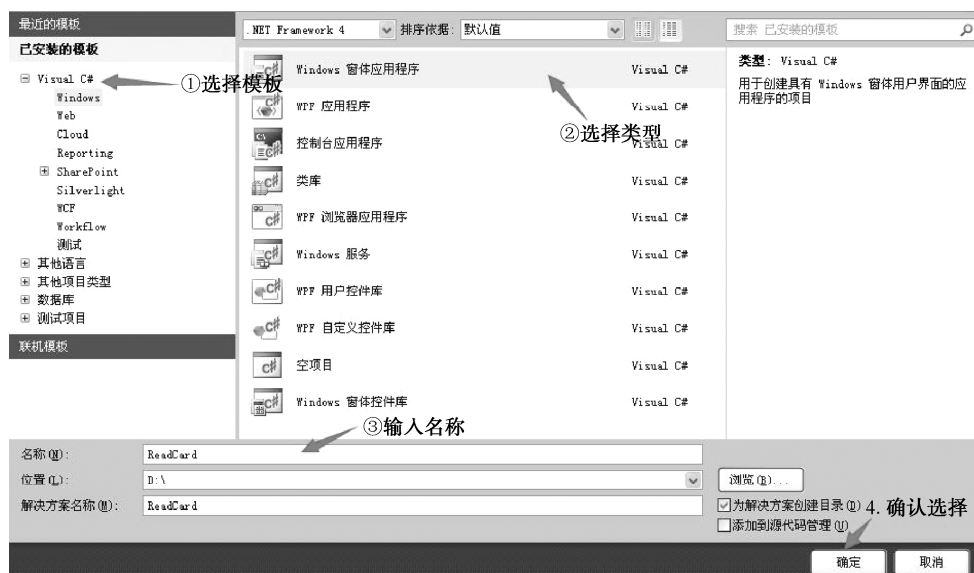 最近的模板
已安装的模板
Visual C#
Windows
Web
Cloud
Reporting
SharePoint
Silverlight
WCF
Workflow
测试
其他语言
其他项目类型
数据库
测试项目
联机模板
①选择模板
.NET Framework 4 排序依据: 默认值
Windows 窗体应用程序 Visual C#
WPF 应用程序 Visual C#
控制台应用程序 Visual C#
类库 Visual C#
WPF 浏览器应用程序 Visual C#
Windows 服务 Visual C#
WPF 用户控件库 Visual C#
WPF 自定义控件库 Visual C#
空项目 Visual C#
Windows 窗体控件库 Visual C#
②选择类型
搜索 已安装的模板
类型: Visual C#
用于创建具有 Windows 窗体用户界面的应
用程序的项目
③输入名称
名称(N): ReadCard
位置(L): D:\ 浏览(B)...
解决方案名称(M): ReadCard
为解决方案创建目录(D)
添加到源代码管理(U)
4. 确认选择
确定 取消